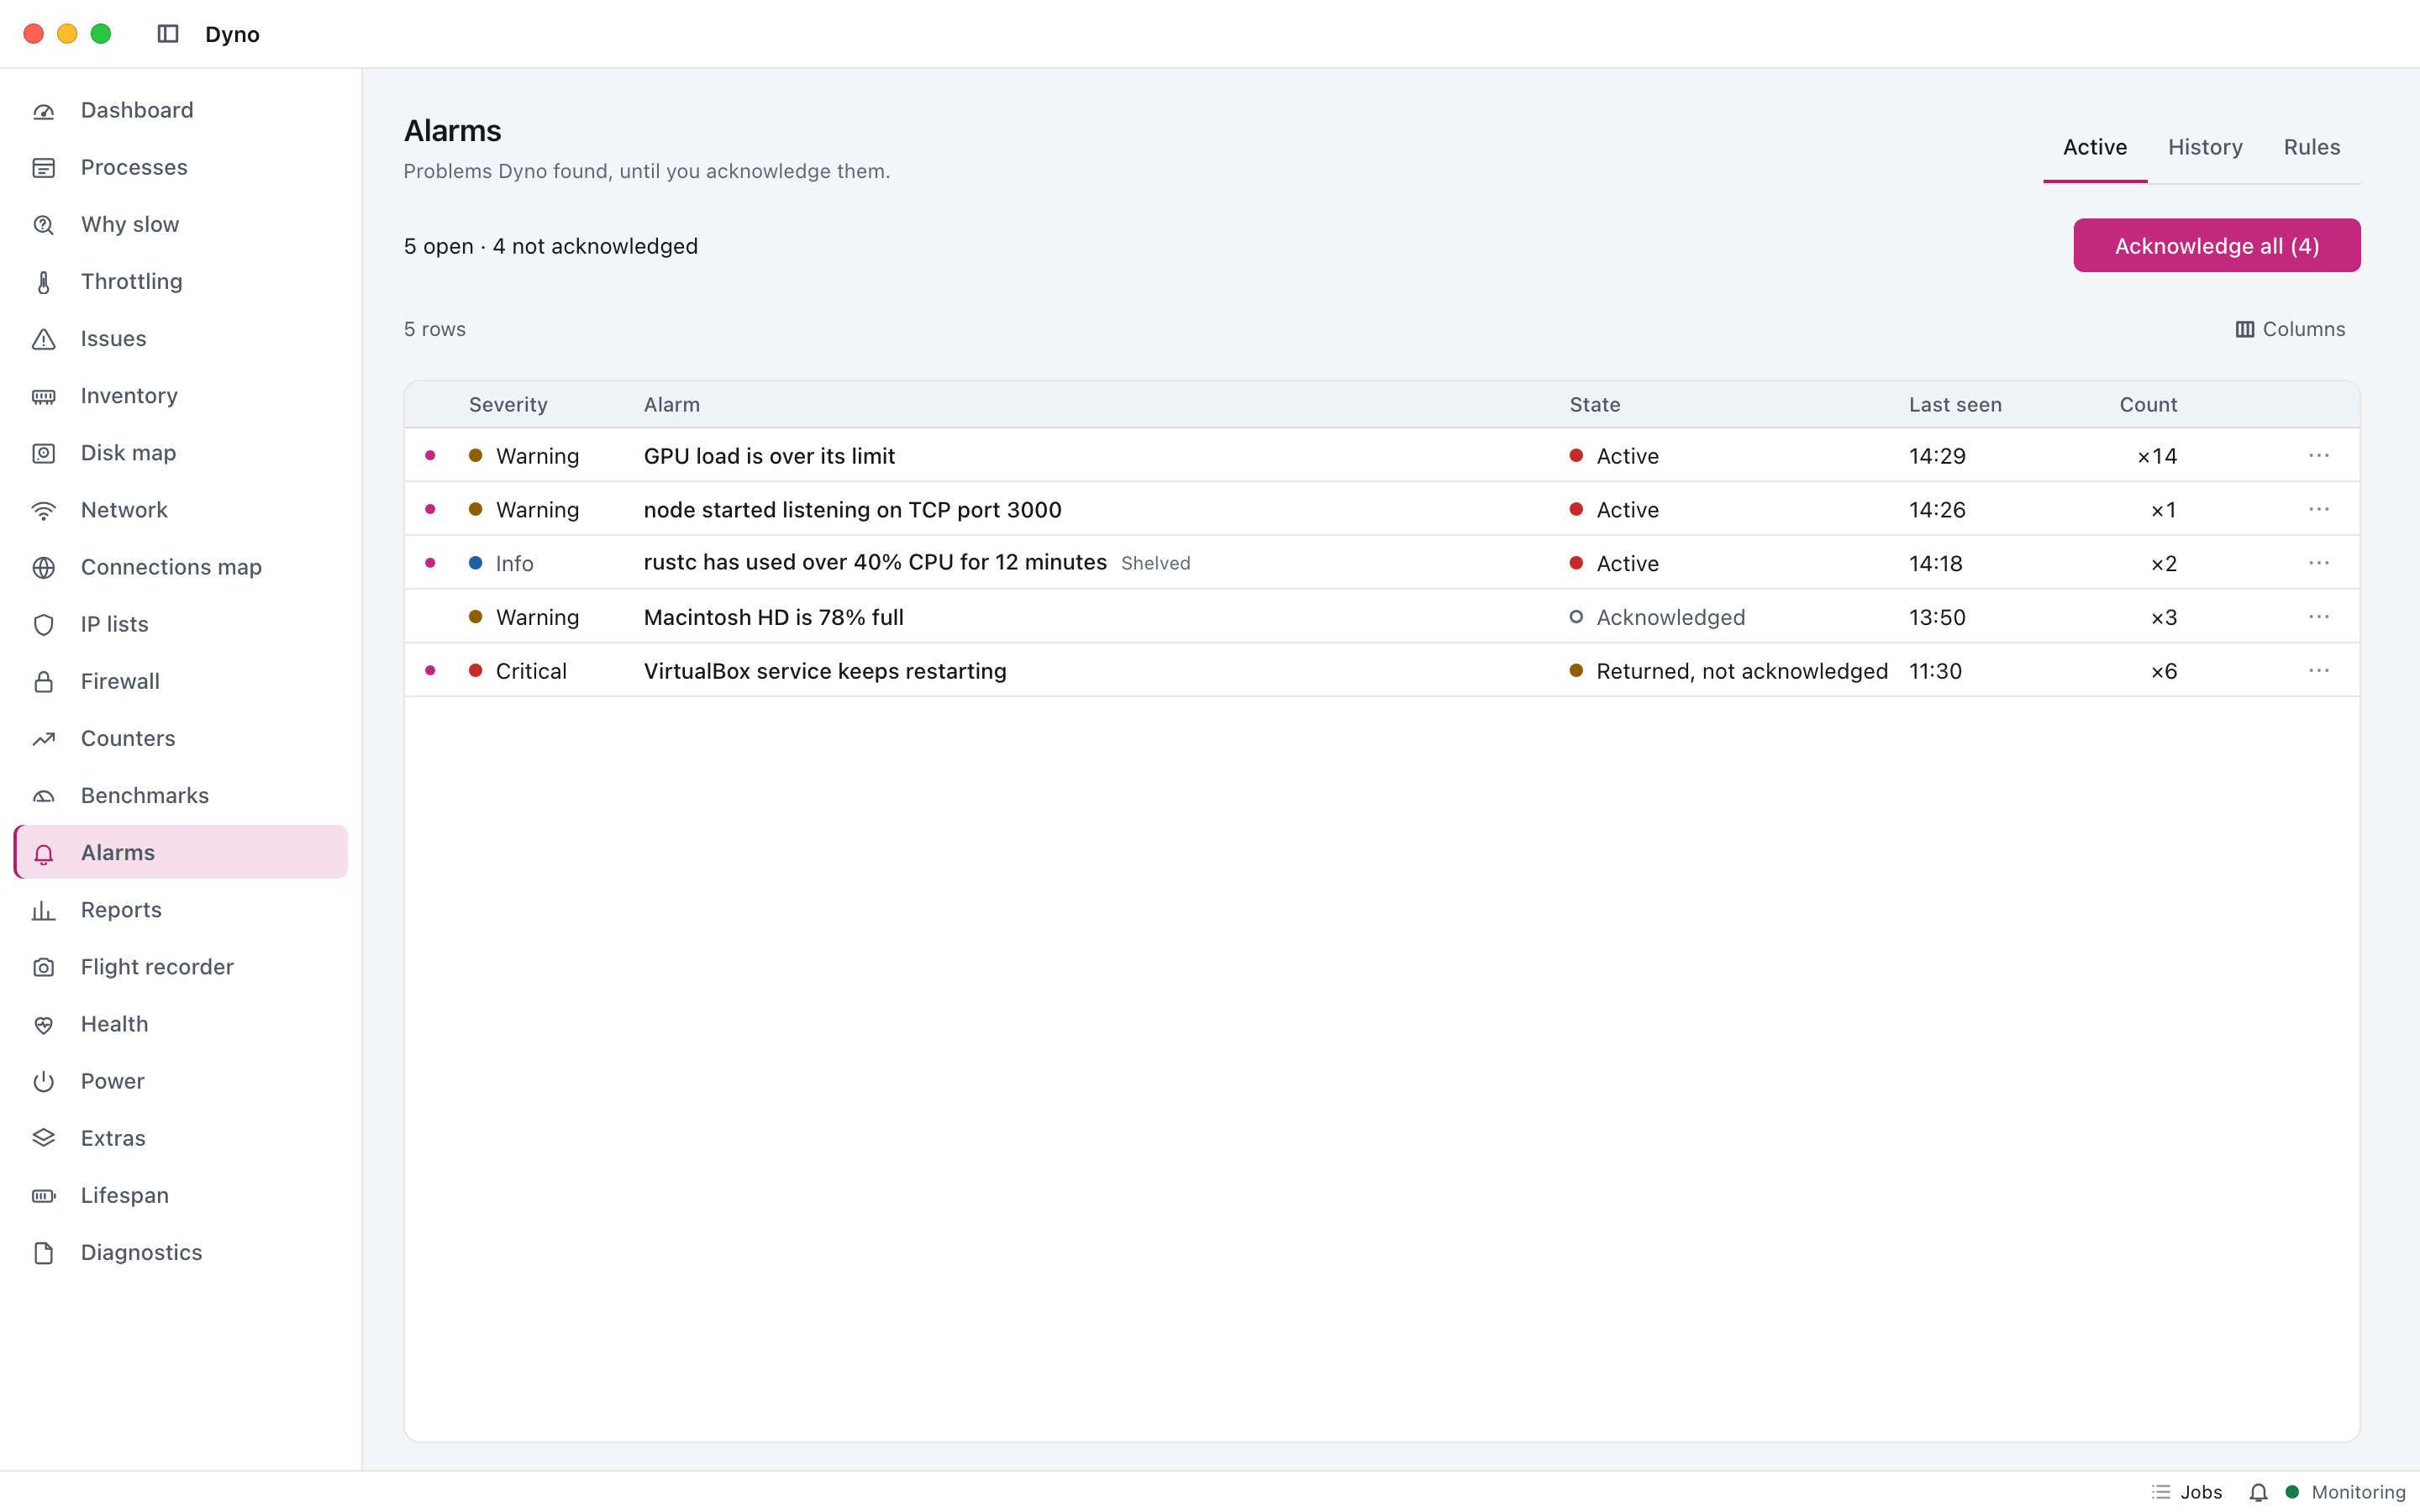 Dyno
Dashboard
Processes
Why slow
Throttling
Issues
Inventory
Disk map
Network
Connections map
IP lists
Firewall
Counters
Benchmarks
Alarms
Reports
Flight recorder
Health
Power
Extras
Lifespan
Diagnostics
Alarms
Problems Dyno found, until you acknowledge them.
Active History Rules
5 open · 4 not acknowledged
Acknowledge all (4)
5 rows
Columns
Severity Alarm State Last seen Count
Warning GPU load is over its limit Active 14:29 ×14
Warning node started listening on TCP port 3000 Active 14:26 ×1
Info rustc has used over 40% CPU for 12 minutes Shelved Active 14:18 ×2
Warning Macintosh HD is 78% full Acknowledged 13:50 ×3
Critical VirtualBox service keeps restarting Returned, not acknowledged 11:30 ×6
Jobs Monitoring